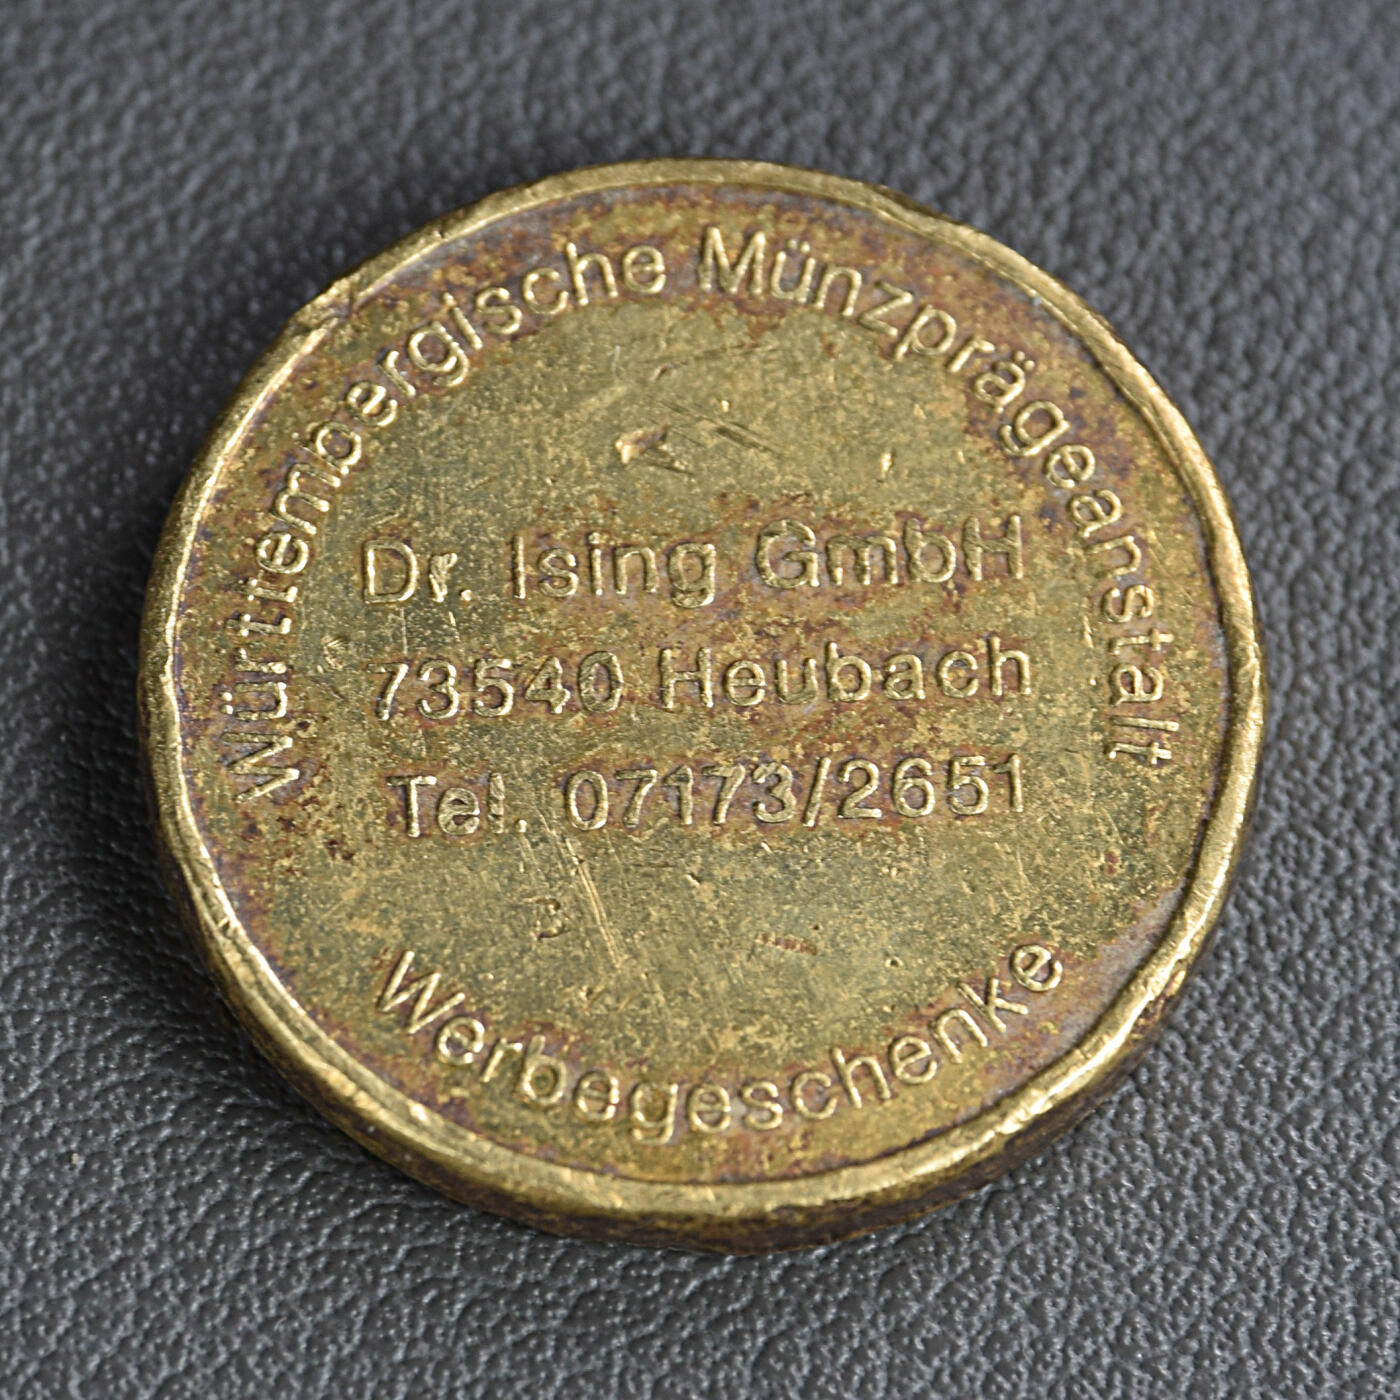 Württembergische Münzprägeanstalt
Dr. Ising GmbH
73540 Heubach
Tel. 07173/2651
Werbegeschenke